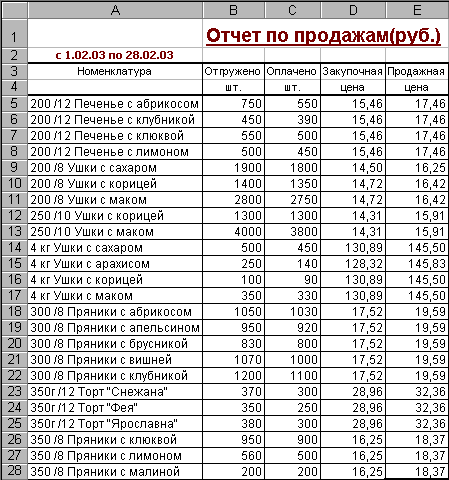 A B C D E
1 Отчет по продажам(руб.)
2 с 1.02.03 по 28.02.03
3 Номенклатура Отгружено Оплачено Закупочная Продажная
4 шт. шт. цена цена
5 200 /12 Печенье с абрикосом 750 550 15,46 17,46
6 200 /12 Печенье с клубникой 450 390 15,46 17,46
7 200 /12 Печенье с клюквой 550 500 15,46 17,46
8 200 /12 Печенье с лимоном 500 450 15,46 17,46
9 200 /8 Ушки с сахаром 1900 1800 14,50 16,25
10 200 /8 Ушки с корицей 1400 1350 14,72 16,42
11 200 /8 Ушки с маком 2800 2750 14,72 16,42
12 250 /10 Ушки с корицей 1300 1300 14,31 15,91
13 250 /10 Ушки с маком 4000 3800 14,31 15,91
14 4 кг Ушки с сахаром 500 450 130,89 145,50
15 4 кг Ушки с арахисом 250 140 128,32 145,83
16 4 кг Ушки с корицей 100 90 130,89 145,50
17 4 кг Ушки с маком 350 330 130,89 145,50
18 300 /8 Пряники с абрикосом 1050 1030 17,52 19,59
19 300 /8 Пряники с апельсином 950 920 17,52 19,59
20 300 /8 Пряники с брусникой 830 800 17,52 19,59
21 300 /8 Пряники с вишней 1070 1000 17,52 19,59
22 300 /8 Пряники с клубникой 1200 1100 17,52 19,59
23 350г /12 Торт "Снежана" 370 300 28,96 32,36
24 350г /12 Торт "Фея" 350 250 28,96 32,36
25 350г /12 Торт "Ярославна" 380 300 28,96 32,36
26 350 /8 Пряники с клюквой 950 900 16,25 18,37
27 350 /8 Пряники с лимоном 560 500 16,25 18,37
28 350 /8 Пряники с малиной 200 200 16,25 18,37